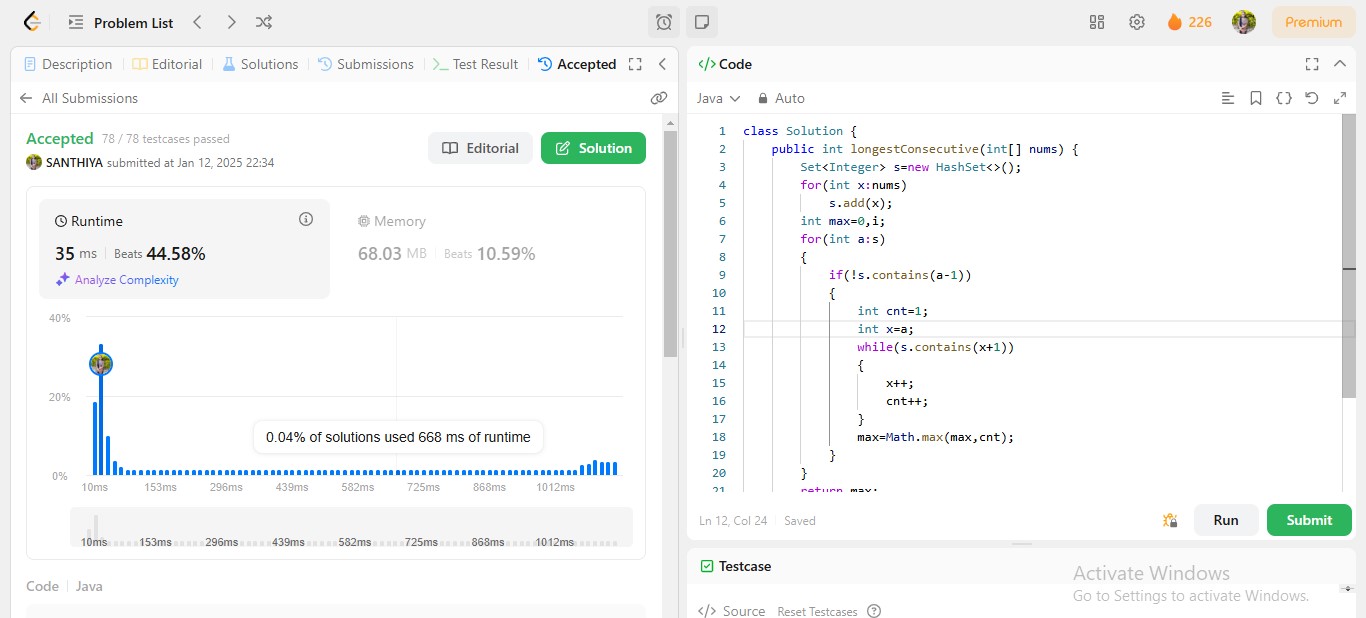 Problem List
226
Premium
Description
Editorial
Solutions
Submissions
Test Result
Accepted
All Submissions
Accepted 78 / 78 testcases passed
SANTHIYA submitted at Jan 12, 2025 22:34
Editorial
Solution
Runtime
35 ms Beats 44.58%
Analyze Complexity
Memory
68.03 MB Beats 10.59%
40%
20%
0%
0.04% of solutions used 668 ms of runtime
10ms 153ms 296ms 439ms 582ms 725ms 868ms 1012ms
10ms 153ms 296ms 439ms 582ms 725ms 868ms 1012ms
Code Java
</> Code
Java Auto
1 class Solution {
2 public int longestConsecutive(int[] nums) {
3 Set<Integer> s=new HashSet<>();
4 for(int x:nums)
5 s.add(x);
6 int max=0,i;
7 for(int a:s)
8 {
9 if(!s.contains(a-1))
10 {
11 int cnt=1;
12 int x=a;
13 while(s.contains(x+1))
14 {
15 x++;
16 cnt++;
17 }
18 max=Math.max(max,cnt);
19 }
20 }
21 return max;
Ln 12, Col 24 Saved
Run
Submit
Testcase
</> Source Reset Testcases
Activate Windows
Go to Settings to activate Windows.